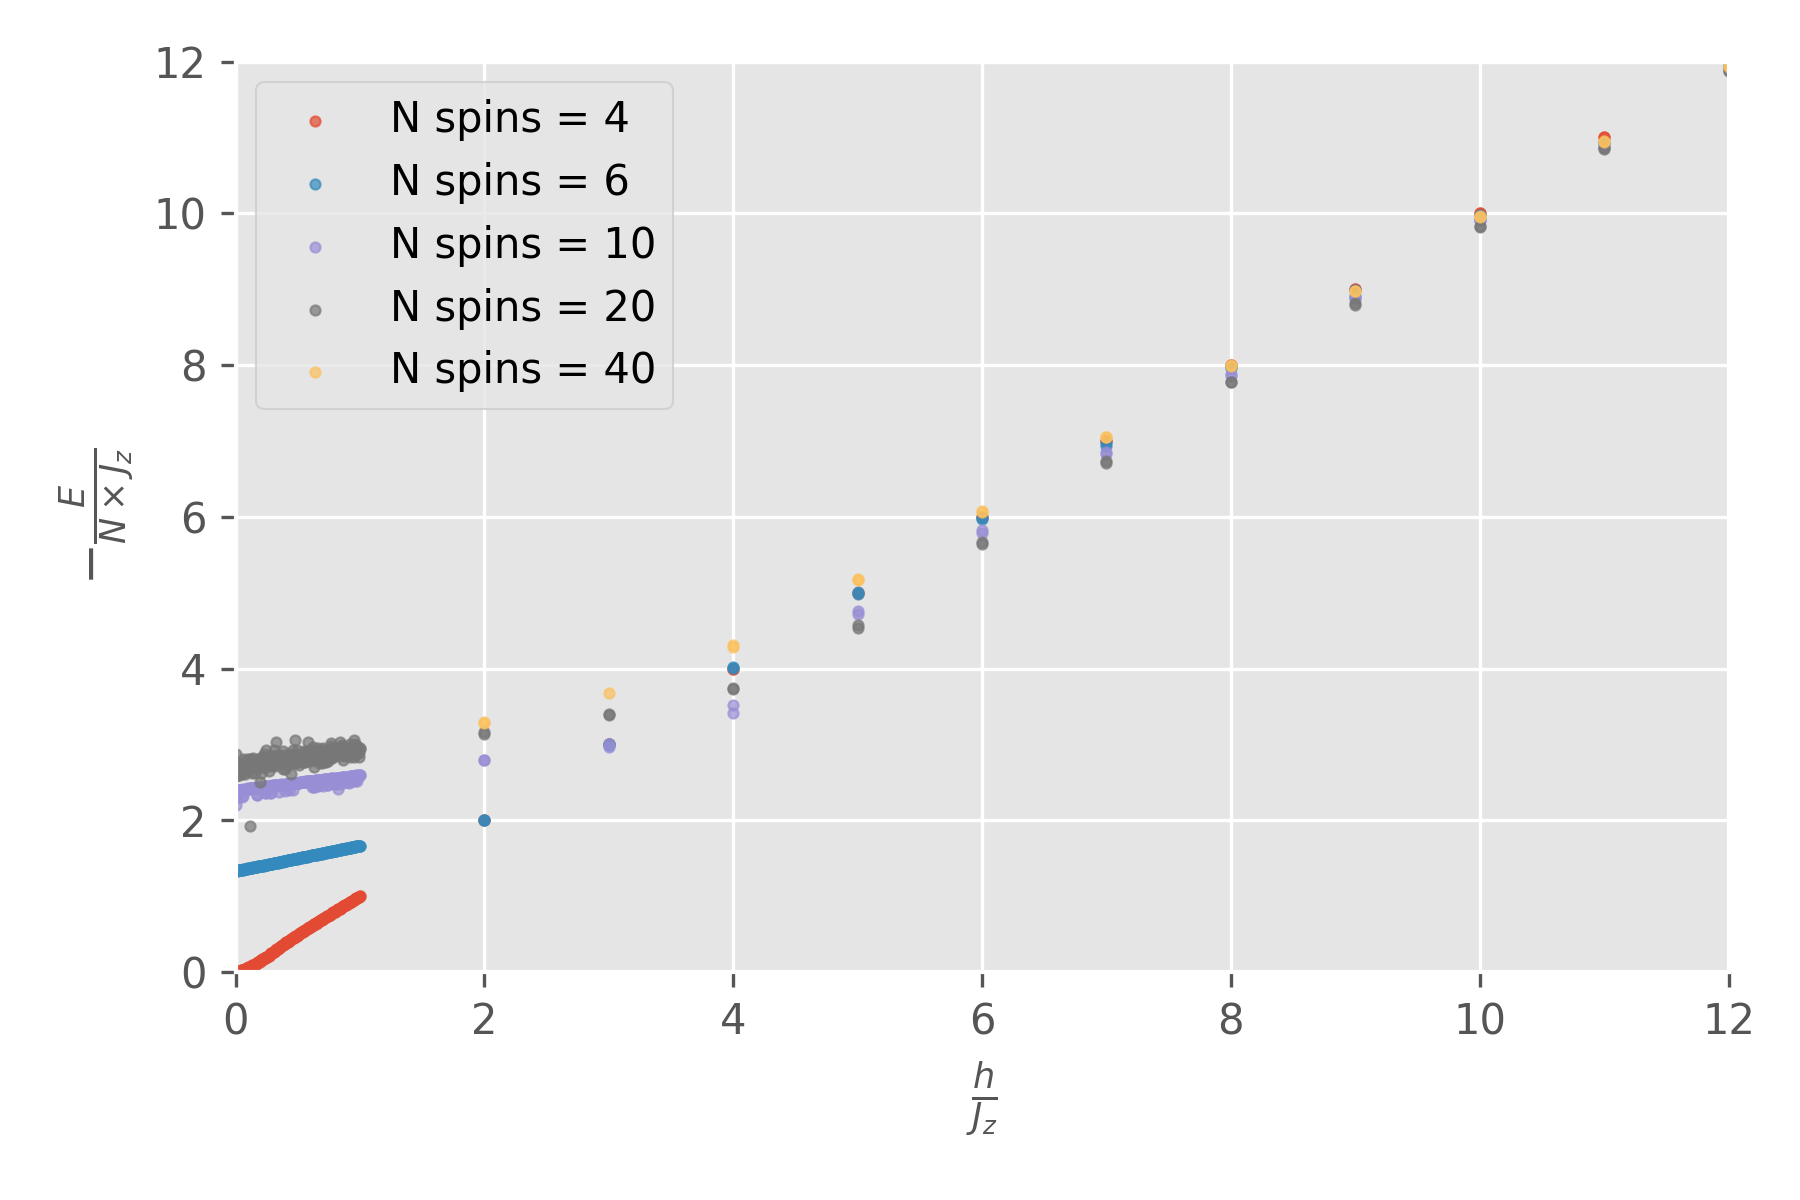 12
10
8
6
4
2
0
N spins = 4
N spins = 6
N spins = 10
N spins = 20
N spins = 40
− E / N × J_z
0 2 4 6 8 10 12
h / J_z